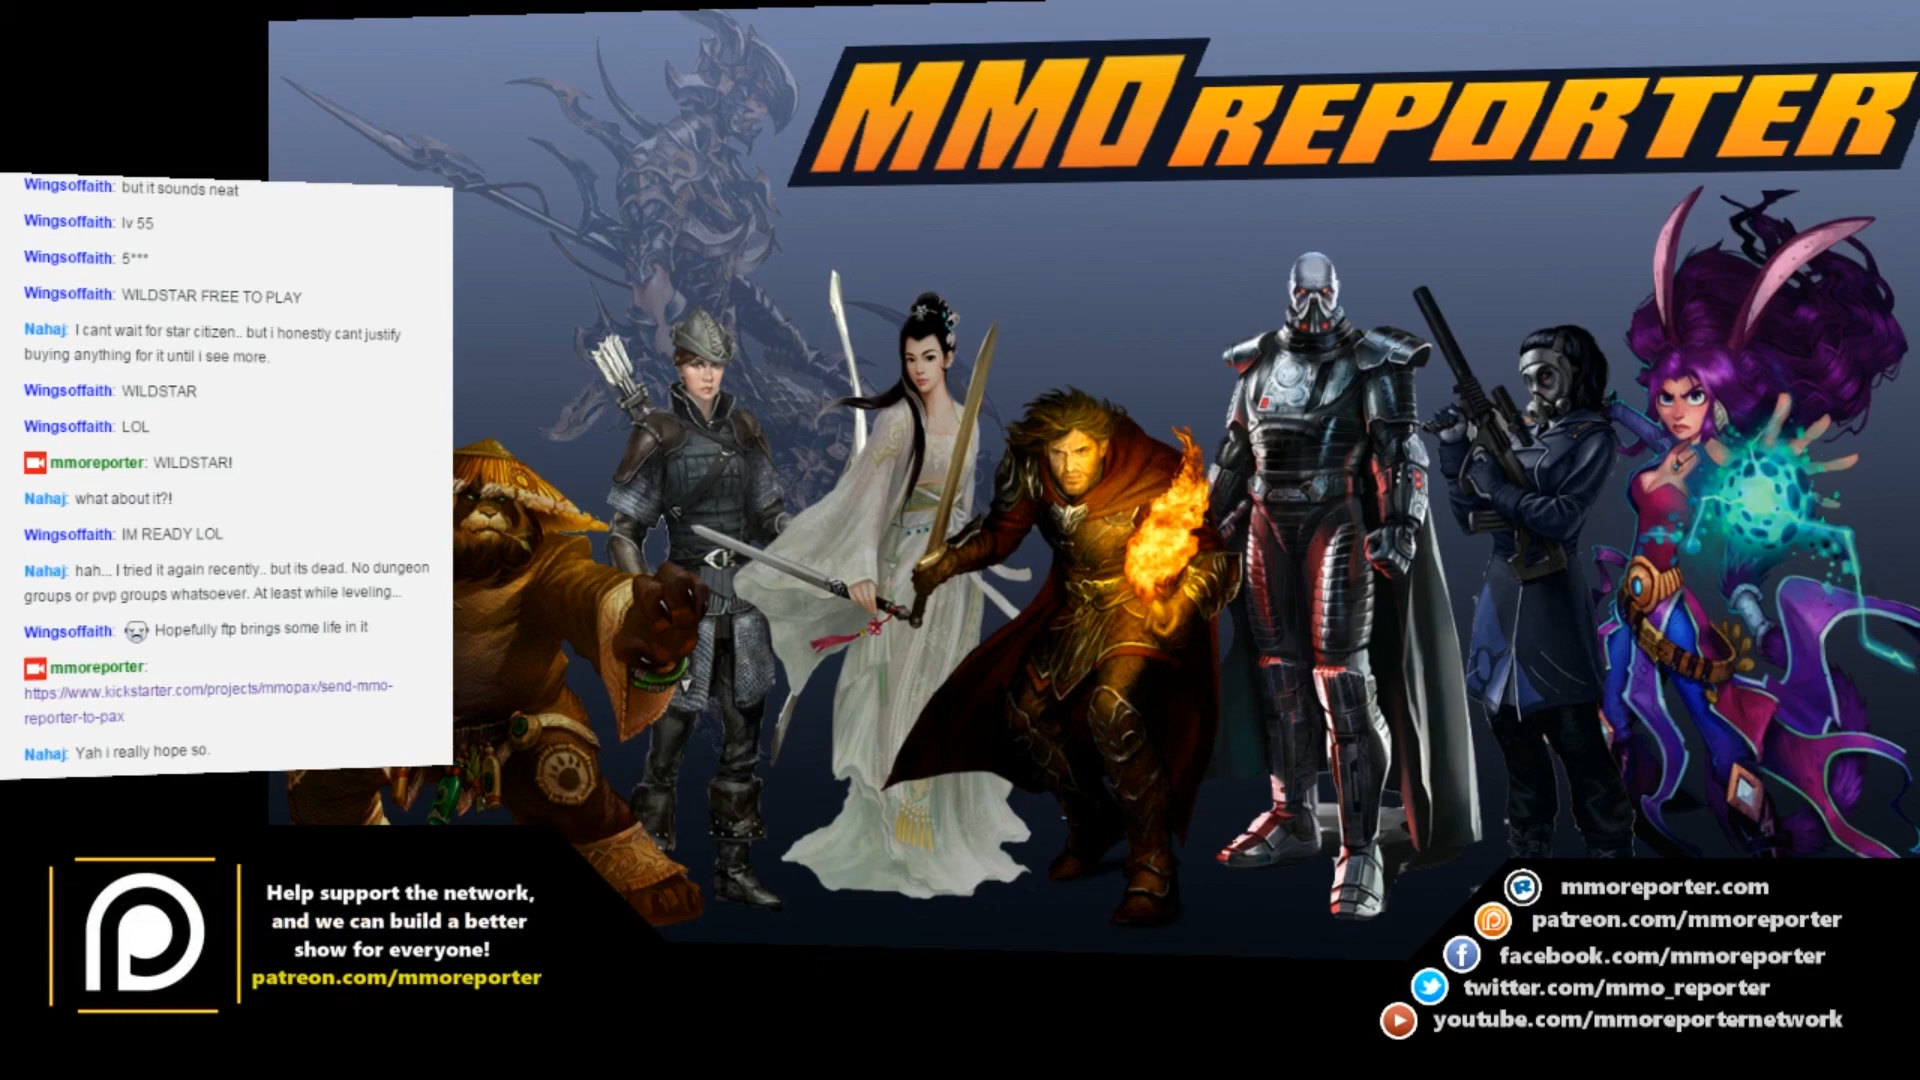 MMO REPORTER
Wingsoffaith: but it sounds neat
Wingsoffaith: lv 55
Wingsoffaith: 5***
Wingsoffaith: WILDSTAR FREE TO PLAY
Nahaj: I cant wait for star citizen.. but i honestly cant justify
buying anything for it until i see more.
Wingsoffaith: WILDSTAR
Wingsoffaith: LOL
mmoreporter: WILDSTAR!
Nahaj: what about it?!
Wingsoffaith: IM READY LOL
Nahaj: hah... I tried it again recently.. but its dead. No dungeon
groups or pvp groups whatsoever. At least while leveling...
Wingsoffaith: Hopefully ftp brings some life in it
mmoreporter:
https://www.kickstarter.com/projects/mmopax/send-mmo-
reporter-to-pax
Nahaj: Yah i really hope so.
Help support the network,
and we can build a better
show for everyone!
patreon.com/mmoreporter
mmoreporter.com
patreon.com/mmoreporter
facebook.com/mmoreporter
twitter.com/mmo_reporter
youtube.com/mmoreporternetwork